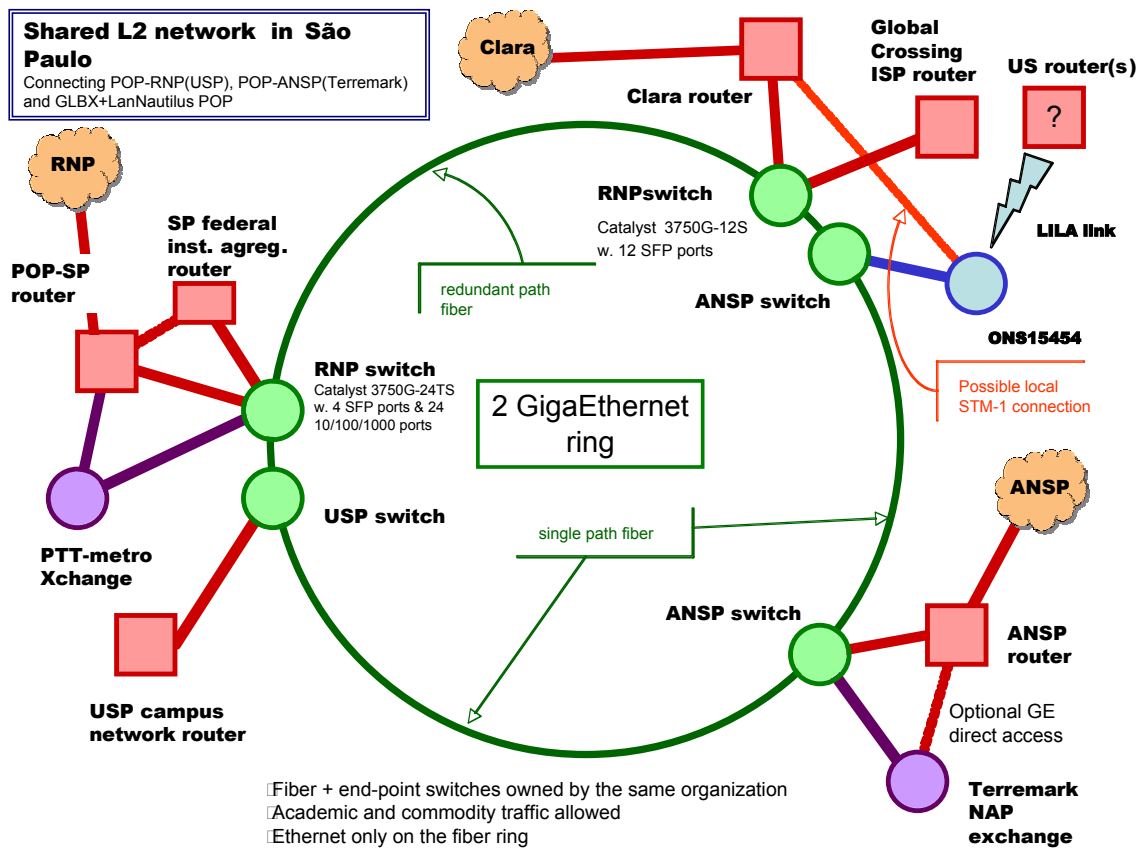 Shared L2 network in São
Paulo
Connecting POP-RNP(USP), POP-ANSP(Terremark)
and GLBX+LanNautilus POP
Clara
Clara router
Global
Crossing
ISP router
US router(s)
?
RNP
SP federal
inst. agreg.
router
POP-SP
router
RNPswitch
Catalyst 3750G-12S
w. 12 SFP ports
LILA link
ANSP switch
redundant path
fiber
ONS15454
Possible local
STM-1 connection
RNP switch
Catalyst 3750G-24TS
w. 4 SFP ports & 24
10/100/1000 ports
2 GigaEthernet
ring
ANSP
USP switch
single path fiber
PTT-metro
Xchange
ANSP switch
ANSP
router
USP campus
network router
Optional GE
direct access
Terremark
NAP
exchange
Fiber + end-point switches owned by the same organization
Academic and commodity traffic allowed
Ethernet only on the fiber ring